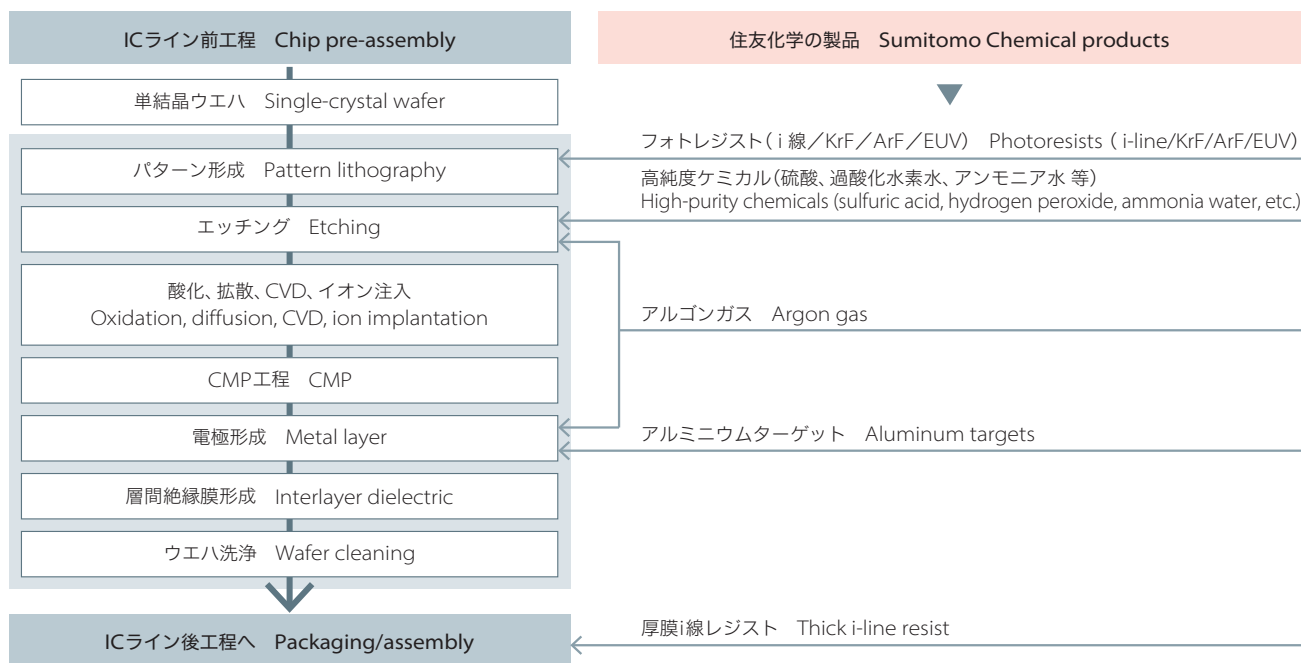 ICライン前工程 Chip pre-assembly
単結晶ウエハ Single-crystal wafer
パターン形成 Pattern lithography
エッチング Etching
酸化、拡散、CVD、イオン注入
Oxidation, diffusion, CVD, ion implantation
CMP工程 CMP
電極形成 Metal layer
層間絶縁膜形成 Interlayer dielectric
ウエハ洗浄 Wafer cleaning
ICライン後工程へ Packaging/assembly
住友化学の製品 Sumitomo Chemical products
フォトレジスト(i線/KrF/ArF/EUV) Photoresists (i-line/KrF/ArF/EUV)
高純度ケミカル(硫酸、過酸化水素水、アンモニア水 等)
High-purity chemicals (sulfuric acid, hydrogen peroxide, ammonia water, etc.)
アルゴンガス Argon gas
アルミニウムターゲット Aluminum targets
厚膜i線レジスト Thick i-line resist